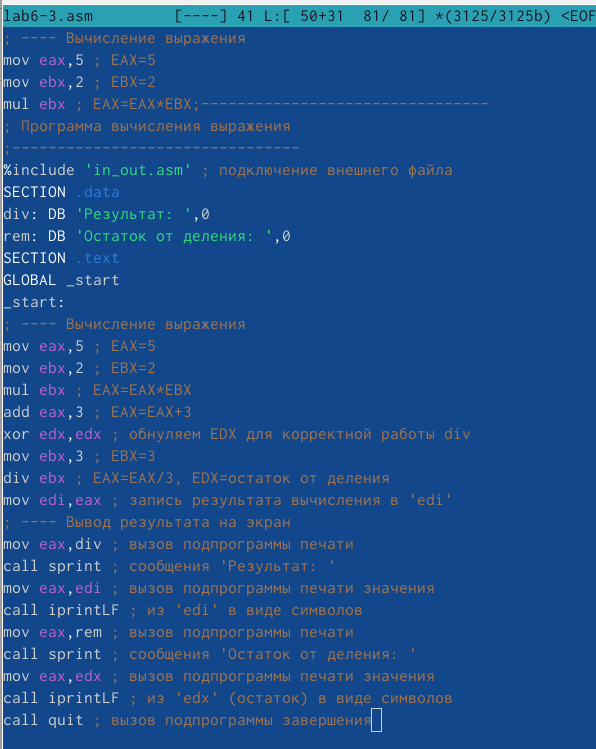 lab6-3.asm         [----] 41 L:[ 50+31  81/ 81] *(3125/3125b) <EOF
; ---- Вычисление выражения
mov eax,5 ; EAX=5
mov ebx,2 ; EBX=2
mul ebx ; EAX=EAX*EBX;--------------------------------
; Программа вычисления выражения
;--------------------------------
%include 'in_out.asm' ; подключение внешнего файла
SECTION .data
div: DB 'Результат: ',0
rem: DB 'Остаток от деления: ',0
SECTION .text
GLOBAL _start
_start:
; ---- Вычисление выражения
mov eax,5 ; EAX=5
mov ebx,2 ; EBX=2
mul ebx ; EAX=EAX*EBX
add eax,3 ; EAX=EAX+3
xor edx,edx ; обнуляем EDX для корректной работы div
mov ebx,3 ; EBX=3
div ebx ; EAX=EAX/3, EDX=остаток от деления
mov edi,eax ; запись результата вычисления в 'edi'
; ---- Вывод результата на экран
mov eax,div ; вызов подпрограммы печати
call sprint ; сообщения 'Результат: '
mov eax,edi ; вызов подпрограммы печати значения
call iprintLF ; из 'edi' в виде символов
mov eax,rem ; вызов подпрограммы печати
call sprint ; сообщения 'Остаток от деления: '
mov eax,edx ; вызов подпрограммы печати значения
call iprintLF ; из 'edx' (остаток) в виде символов
call quit ; вызов подпрограммы завершения